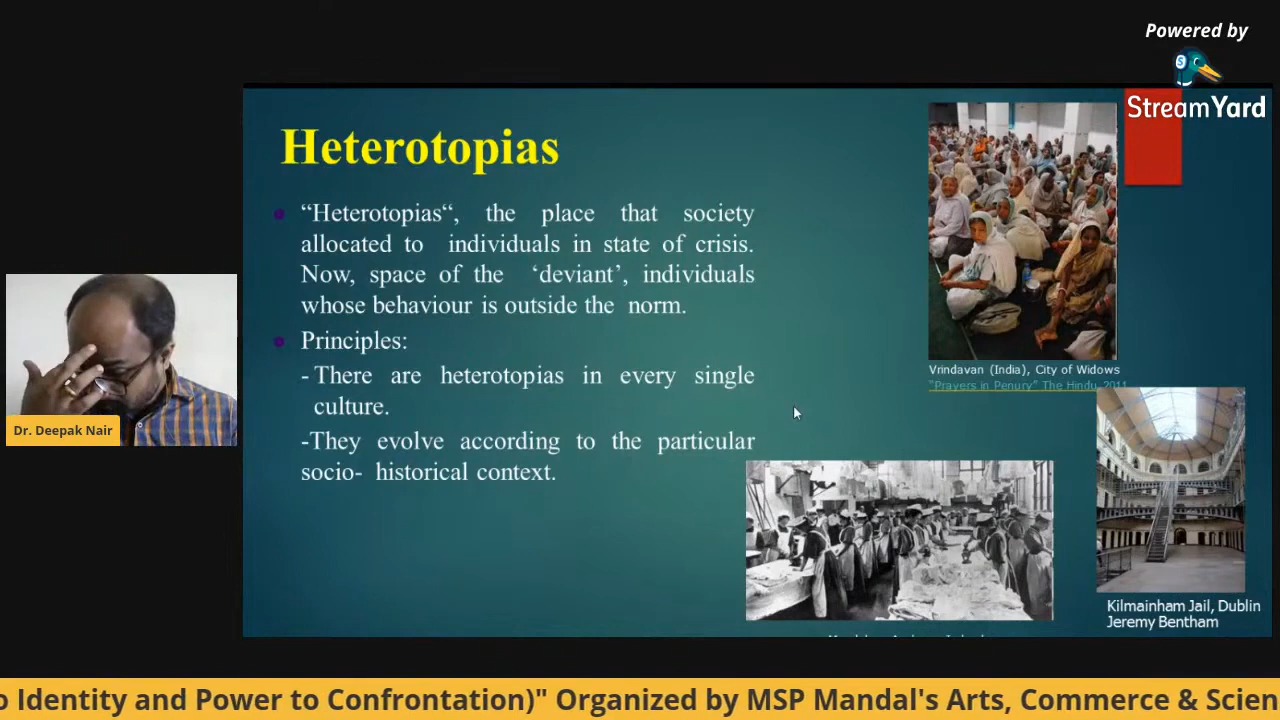 Powered by
StreamYard
Heterotopias
“Heterotopias“, the place that society
allocated to individuals in state of crisis.
Now, space of the ‘deviant’, individuals
whose behaviour is outside the norm.
Principles:
- There are heterotopias in every single
culture.
-They evolve according to the particular
socio- historical context.
Vrindavan (India), City of Widows
“Prayers in Penury” The Hindu, 2011
Kilmainham Jail, Dublin
Jeremy Bentham
Dr. Deepak Nair
o Identity and Power to Confrontation)" Organized by MSP Mandal's Arts, Commerce & Scien